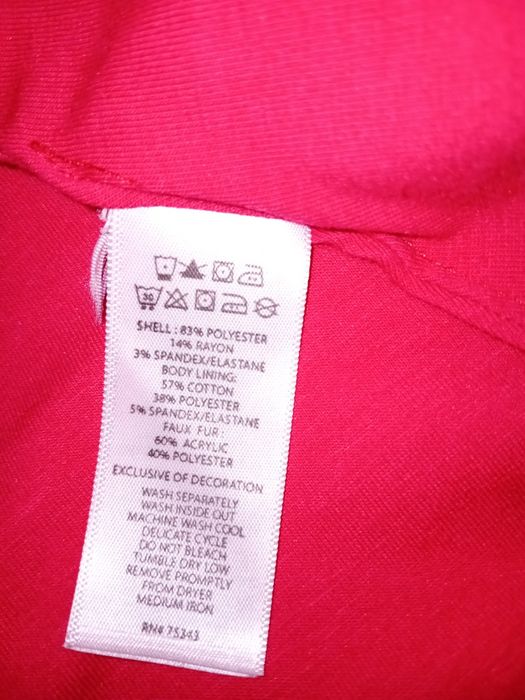 30
SHELL : 83% POLYESTER
14% RAYON
3% SPANDEX/ELASTANE
BODY LINING:
57% COTTON
38% POLYESTER
5% SPANDEX/ELASTANE
FAUX FUR :
60% ACRYLIC
40% POLYESTER
EXCLUSIVE OF DECORATION
WASH SEPARATELY
WASH INSIDE OUT
MACHINE WASH COOL
DELICATE CYCLE
DO NOT BLEACH
TUMBLE DRY LOW
REMOVE PROMPTLY
FROM DRYER
MEDIUM IRON
RN# 75343